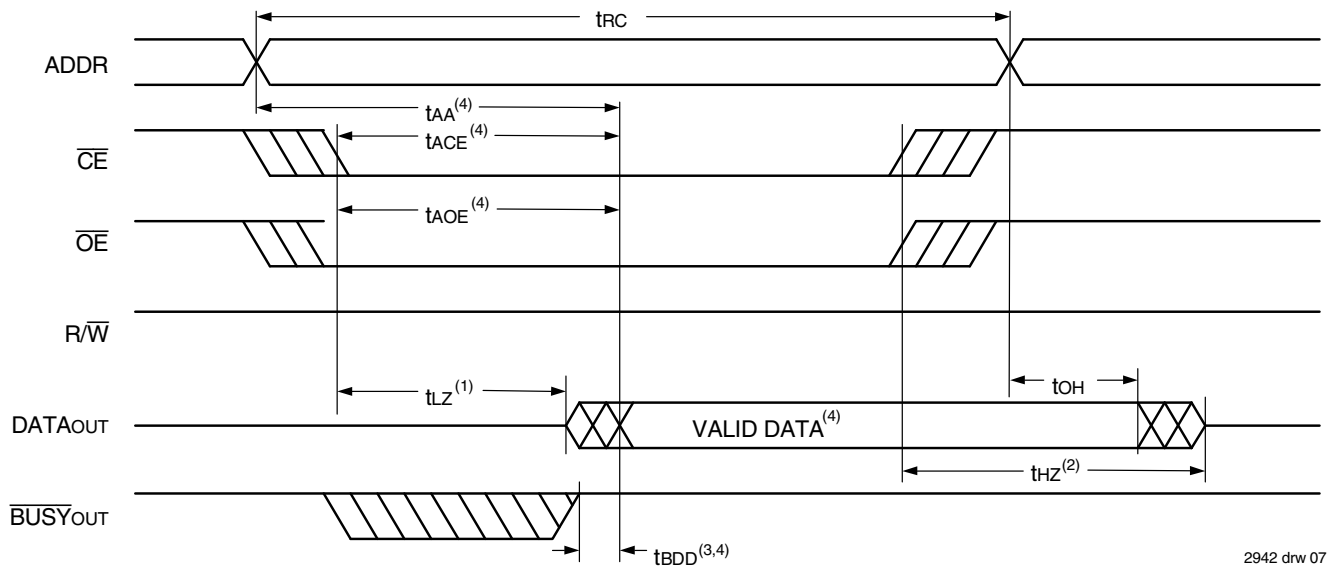 tRC
ADDR
tAA(4)
tACE(4)
CE
tAOE(4)
OE
R/W
tLZ(1)
tOH
DATAOUT
VALID DATA(4)
tHZ(2)
BUSYOUT
tBDD(3,4)
2942 drw 07